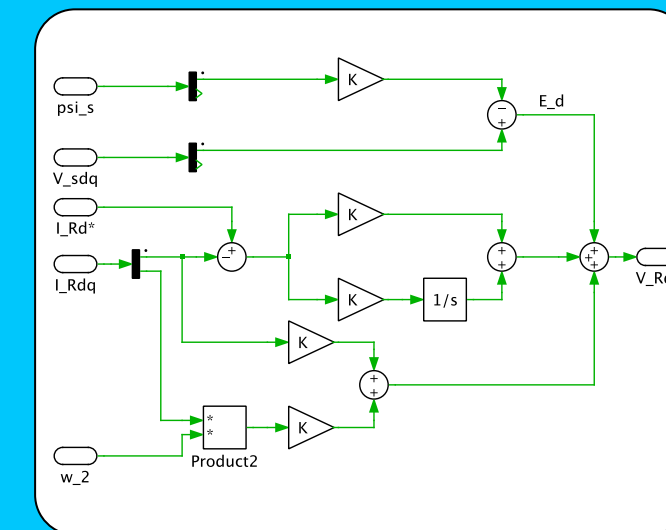 K
psi_s
−
+
E_d
V_sdq
I_Rd*
K
−
+
+
+
+
+
+
V_R
I_Rdq
K
1/s
K
+
+
*
*
K
Product2
w_2